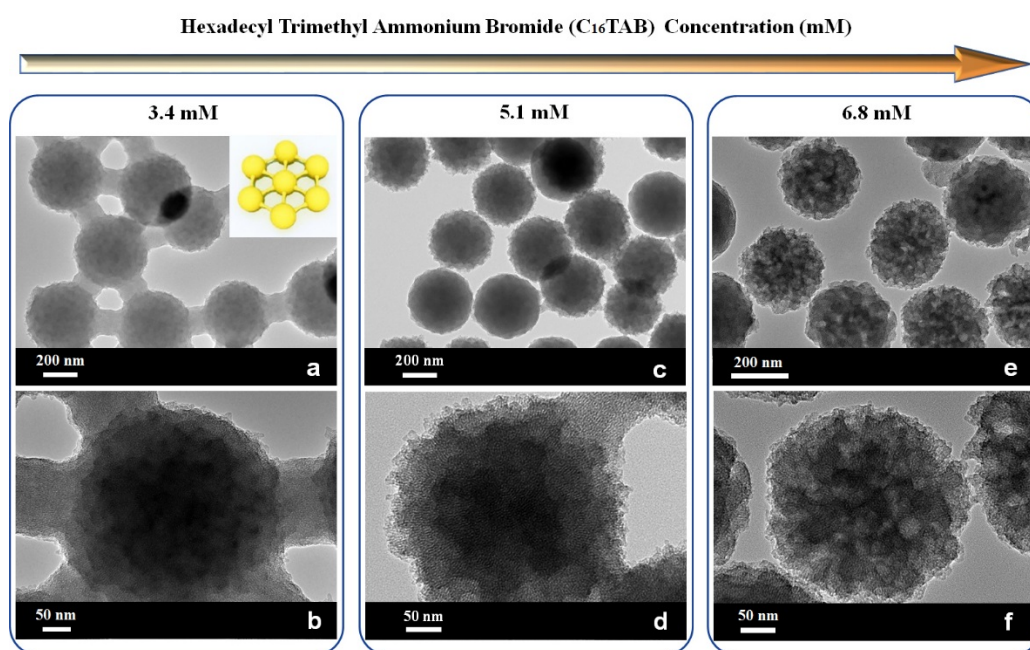 Hexadecyl Trimethyl Ammonium Bromide (C₁₆TAB) Concentration (mM)
3.4 mM
200 nm
a
50 nm
b
5.1 mM
200 nm
c
50 nm
d
6.8 mM
200 nm
e
50 nm
f